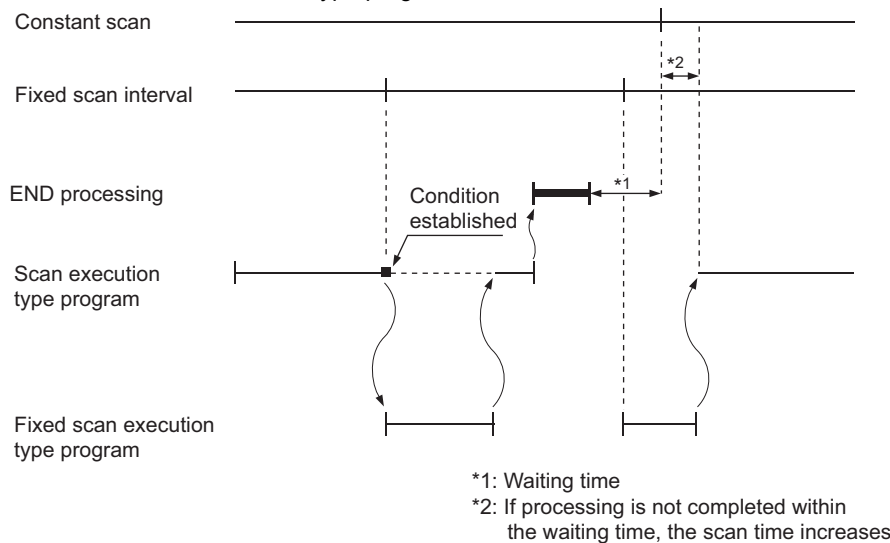 Constant scan
*2
Fixed scan interval
END processing
*1
Condition
established
Scan execution
type program
Fixed scan execution
type program
*1: Waiting time
*2: If processing is not completed within
the waiting time, the scan time increases